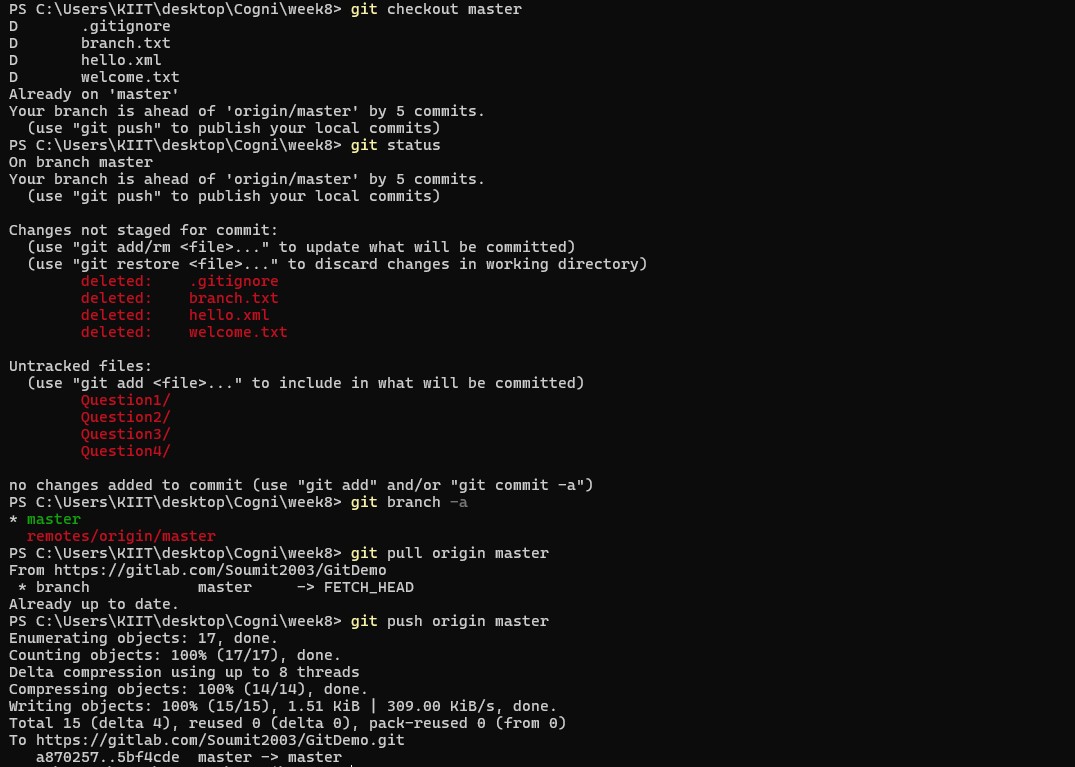 PS C:\Users\KIIT\desktop\Cogni\week8> git checkout master
D       .gitignore
D       branch.txt
D       hello.xml
D       welcome.txt
Already on 'master'
Your branch is ahead of 'origin/master' by 5 commits.
  (use "git push" to publish your local commits)
PS C:\Users\KIIT\desktop\Cogni\week8> git status
On branch master
Your branch is ahead of 'origin/master' by 5 commits.
  (use "git push" to publish your local commits)

Changes not staged for commit:
  (use "git add/rm <file>..." to update what will be committed)
  (use "git restore <file>..." to discard changes in working directory)
        deleted:    .gitignore
        deleted:    branch.txt
        deleted:    hello.xml
        deleted:    welcome.txt

Untracked files:
  (use "git add <file>..." to include in what will be committed)
        Question1/
        Question2/
        Question3/
        Question4/

no changes added to commit (use "git add" and/or "git commit -a")
PS C:\Users\KIIT\desktop\Cogni\week8> git branch -a
* master
  remotes/origin/master
PS C:\Users\KIIT\desktop\Cogni\week8> git pull origin master
From https://gitlab.com/Soumit2003/GitDemo
 * branch            master     -> FETCH_HEAD
Already up to date.
PS C:\Users\KIIT\desktop\Cogni\week8> git push origin master
Enumerating objects: 17, done.
Counting objects: 100% (17/17), done.
Delta compression using up to 8 threads
Compressing objects: 100% (14/14), done.
Writing objects: 100% (15/15), 1.51 KiB | 309.00 KiB/s, done.
Total 15 (delta 4), reused 0 (delta 0), pack-reused 0 (from 0)
To https://gitlab.com/Soumit2003/GitDemo.git
   a870257..5bf4cde  master -> master